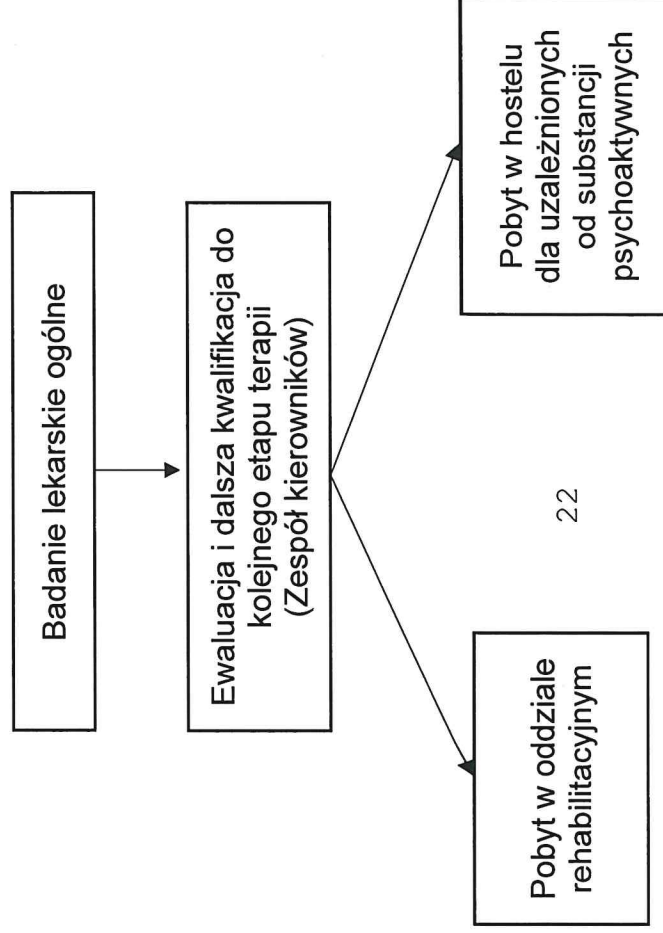 Badanie lekarskie ogólne
Ewaluacja i dalsza kwalifikacja do
kolejnego etapu terapii
(Zespół kierowników)
Pobyt w oddziale
rehabilitacyjnym
22
Pobyt w hostelu
dla uzależnionych
od substancji
psychoaktywnych